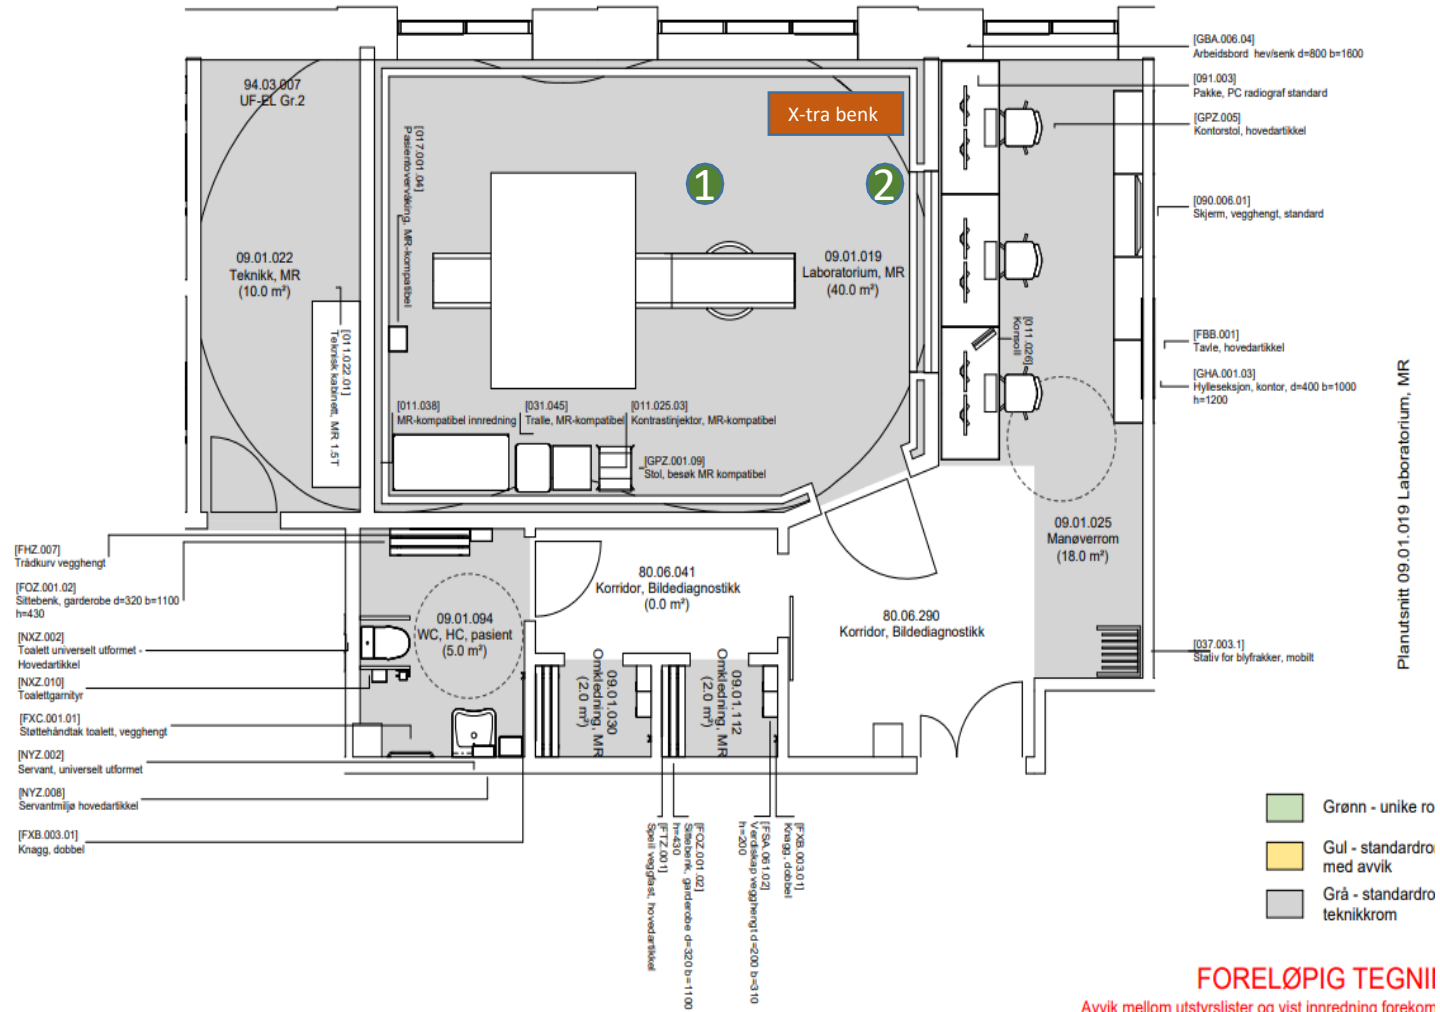 94.03.007
UF-EL Gr.2
X-tra benk
1
2
[017.001.04]
Pasientovervåking, MR-kompatibel
09.01.022
Teknikk, MR
(10.0 m²)
09.01.019
Laboratorium, MR
(40.0 m²)
[011.022.01]
Teknisk kabinett, MR 1.5T
[011.026]
Konsoll
[011.038]
MR-kompatibel innredning
[031.045]
Tralle, MR-kompatibel
[011.025.03]
Kontrastinjektor, MR-kompatibel
[GPZ.001.09]
Stol, besøk MR kompatibel
[GBA.006.04]
Arbeidsbord hev/senk d=800 b=1600
[091.003]
Pakke, PC radiograf standard
[GPZ.005]
Kontorstol, hovedartikkel
[090.006.01]
Skjerm, vegghengt, standard
[FBB.001]
Tavle, hovedartikkel
[GHA.001.03]
Hylleseksjon, kontor, d=400 b=1000
h=1200
Planutsnitt 09.01.019 Laboratorium, MR
09.01.025
Manøverrom
(18.0 m²)
80.06.041
Korridor, Bildediagnostikk
(0.0 m²)
80.06.290
Korridor, Bildediagnostikk
[037.003.1]
Stativ for blyfrakker, mobilt
[FHZ.007]
Trådkurv vegghengt
[FOZ.001.02]
Sittebenk, garderobe d=320 b=1100
h=430
[NXZ.002]
Toalett universelt utformet -
Hovedartikkel
[NXZ.010]
Toalettgarnityr
[FXC.001.01]
Støttehåndtak toalett, vegghengt
[NYZ.002]
Servant, universelt utformet
[NYZ.008]
Servantmiljø hovedartikkel
[FXB.003.01]
Knagg, dobbel
09.01.094
WC, HC, pasient
(5.0 m²)
09.01.030
Omkledning, MR
(2.0 m²)
09.01.112
Omkledning, MR
(2.0 m²)
[FTZ.001]
Speil veggfast, hovedartikkel
[FOZ.001.02]
Sittebenk, garderobe d=320 b=1100
h=430
[FSA.061.02]
Verdiskap vegghengt d=200 b=310
h=200
[FXB.003.01]
Knagg, dobbel
Grønn - unike ro
Gul - standardro
med avvik
Grå - standardro
teknikkrom
FORELØPIG TEGNI
Avvik mellom utstyrslister og vist innredning forekom